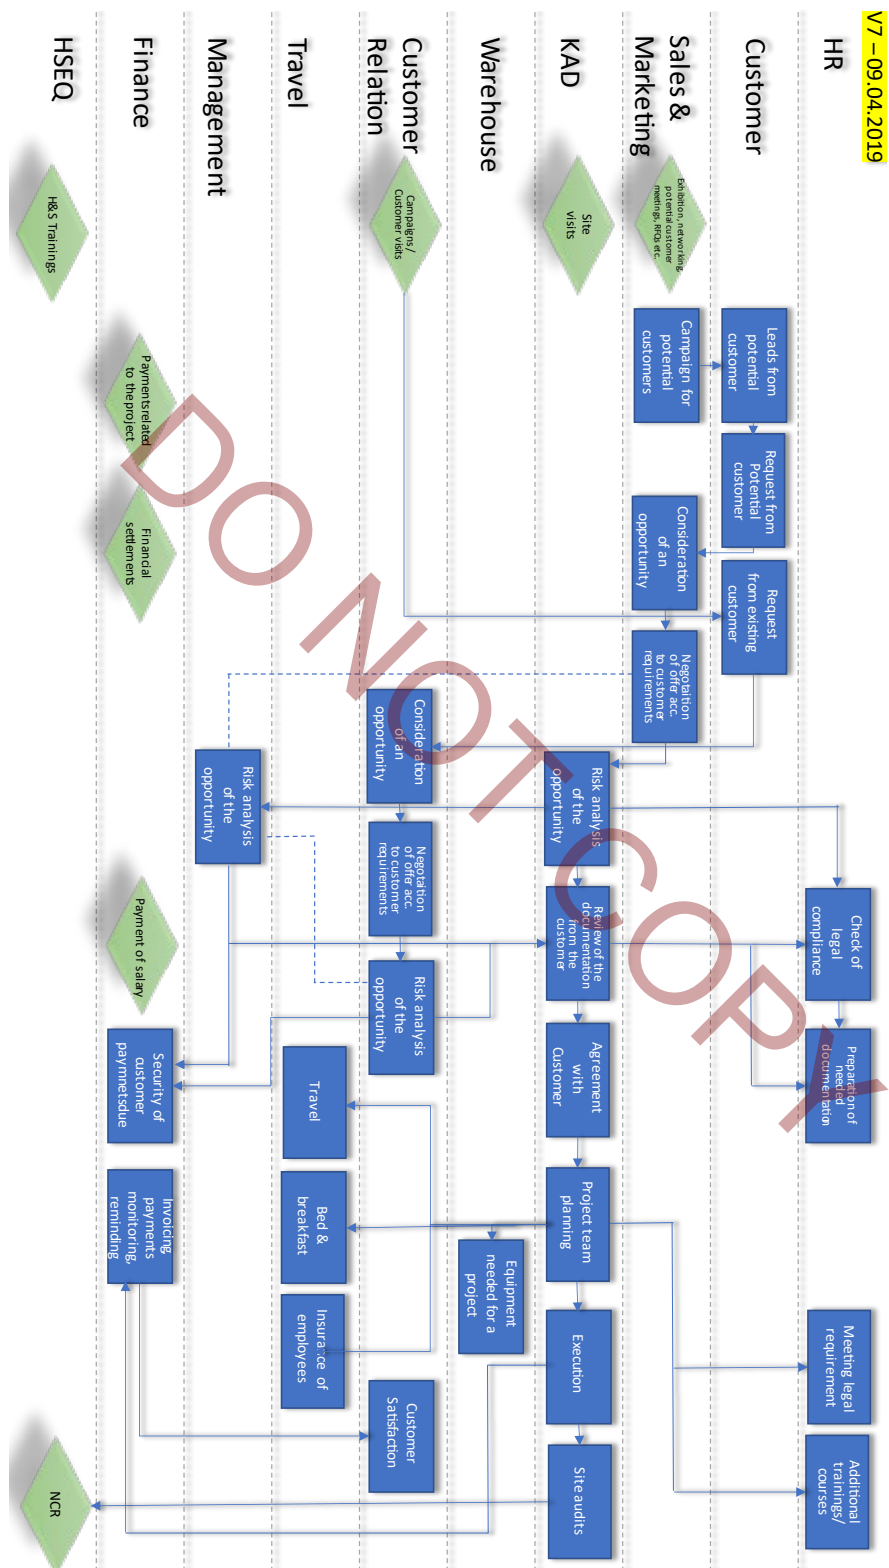 V7 – 09.04.2019
HR
Check of
legal
compliance
Preparation of
needed
documentation
Meeting legal
requirement
Additional
trainings/
courses
Customer
Leads from
potential
customer
Request from
Potential
customer
Request
from existing
customer
Sales &
Marketing
Exhibition, networking,
potential customer
meetings, RFQs etc.
Campaign for
potential
customers
Consideration
of an
opportunity
Negotaition
of offer acc.
to customer
requirements
KAD
Site
visits
Risk analysis
of the
opportunity
Review of the
documentation
from the
customer
Agreement
with
Customer
Project team
planning
Execution
Site audits
Warehouse
Equipment
needed for a
project
Customer
Relation
Campaigns/
Customer visits
Consideration
of an
opportunity
Negotaition
of offer acc.
to customer
requirements
Risk analysis
of the
opportunity
Customer
Satisfaction
Travel
Travel
Bed &
breakfast
Insurance of
employees
Management
Risk analysis
of the
opportunity
Finance
Payments related
to the project
Financial
settlements
Payment of salary
Security of
customer
paymnets due
Invoicing
payments
monitoring,
reminding
HSEQ
H&S Trainings
NCR
DO NOT COPY